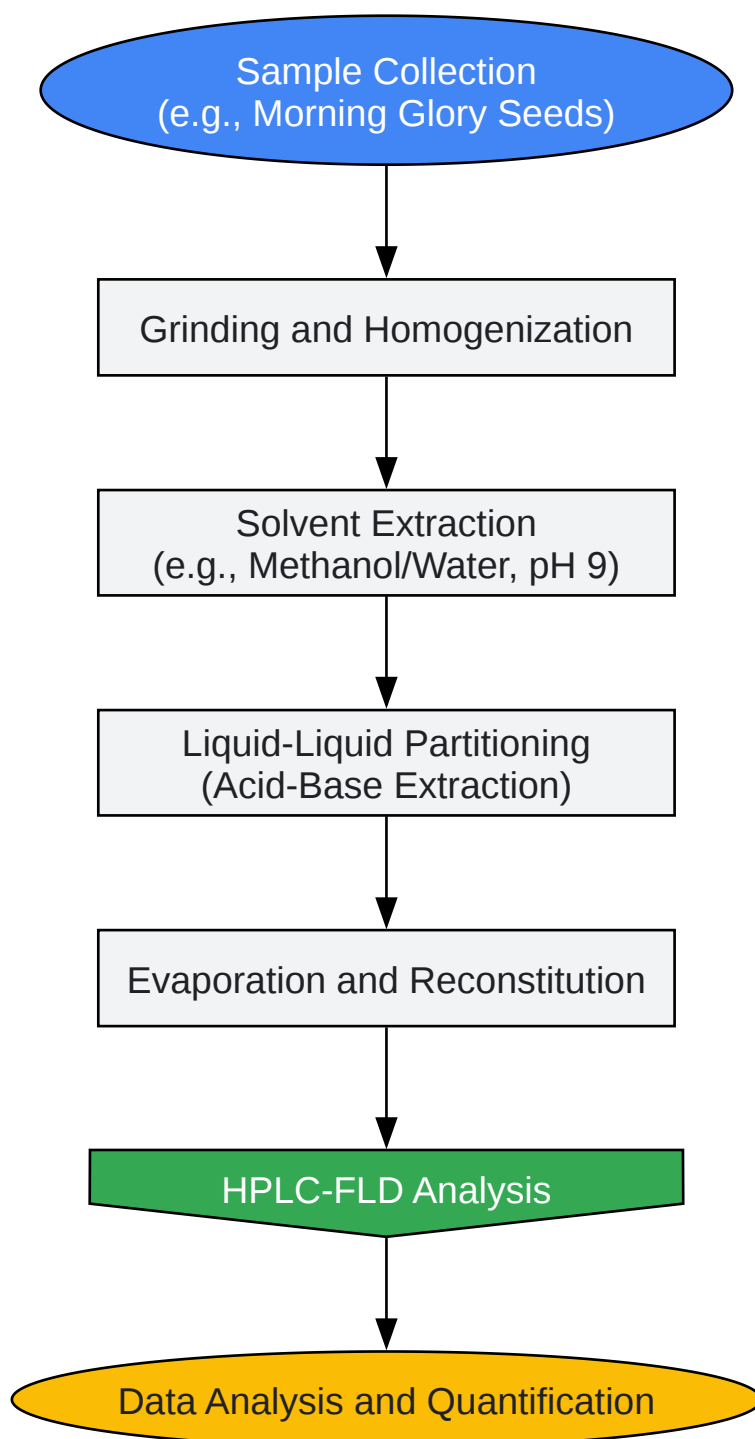 Sample Collection
(e.g., Morning Glory Seeds)
Grinding and Homogenization
Solvent Extraction
(e.g., Methanol/Water, pH 9)
Liquid-Liquid Partitioning
(Acid-Base Extraction)
Evaporation and Reconstitution
HPLC-FLD Analysis
Data Analysis and Quantification